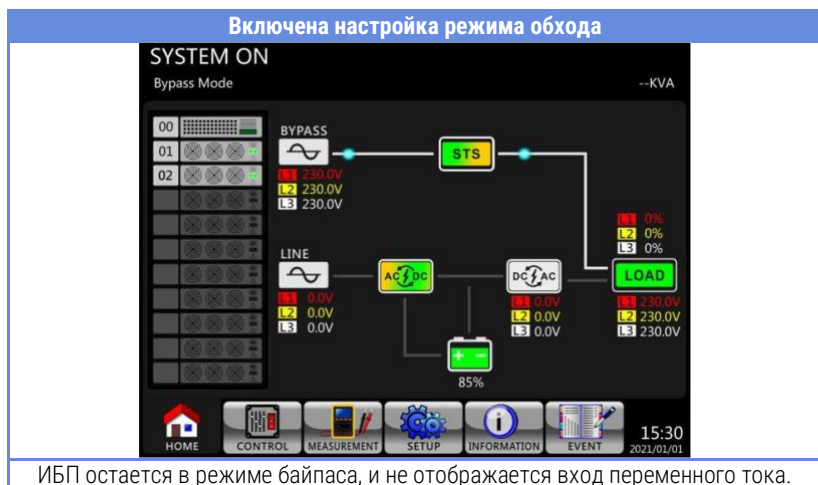 Включена настройка режима обхода
SYSTEM ON
Bypass Mode
--KVA
00
01
02
BYPASS
L1 230.0V
L2 230.0V
L3 230.0V
STS
L1 0%
L2 0%
L3 0%
LINE
L1 0.0V
L2 0.0V
L3 0.0V
AC DC
DC AC
L1 0.0V
L2 0.0V
L3 0.0V
LOAD
L1 230.0V
L2 230.0V
L3 230.0V
85%
HOME
CONTROL
MEASUREMENT
SETUP
INFORMATION
EVENT
15:30
2021/01/01
ИБП остается в режиме байпаса, и не отображается вход переменного тока.